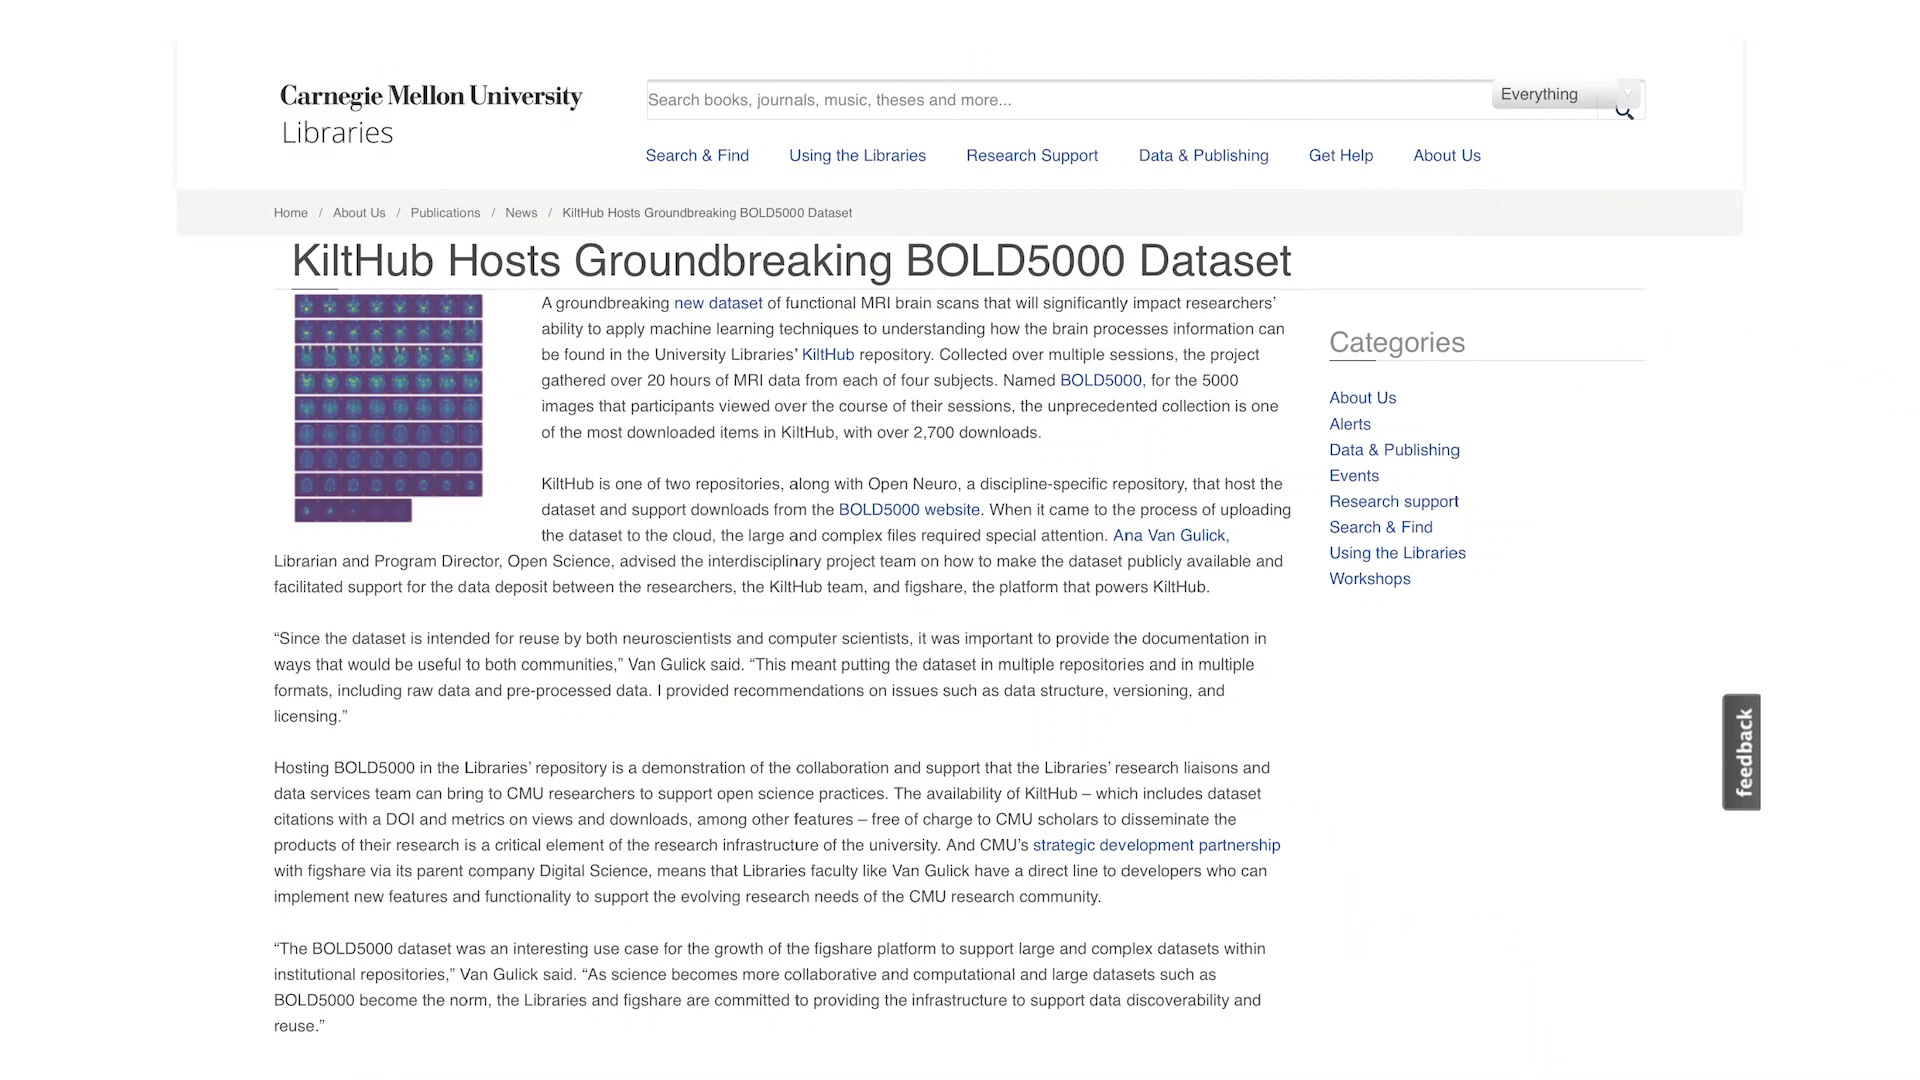 Carnegie Mellon University
Libraries
Search books, journals, music, theses and more...
Everything
Search & Find
Using the Libraries
Research Support
Data & Publishing
Get Help
About Us
Home / About Us / Publications / News / KiltHub Hosts Groundbreaking BOLD5000 Dataset
KiltHub Hosts Groundbreaking BOLD5000 Dataset
A groundbreaking new dataset of functional MRI brain scans that will significantly impact researchers’
ability to apply machine learning techniques to understanding how the brain processes information can
be found in the University Libraries’ KiltHub repository. Collected over multiple sessions, the project
gathered over 20 hours of MRI data from each of four subjects. Named BOLD5000, for the 5000
images that participants viewed over the course of their sessions, the unprecedented collection is one
of the most downloaded items in KiltHub, with over 2,700 downloads.
KiltHub is one of two repositories, along with Open Neuro, a discipline-specific repository, that host the
dataset and support downloads from the BOLD5000 website. When it came to the process of uploading
the dataset to the cloud, the large and complex files required special attention. Ana Van Gulick,
Librarian and Program Director, Open Science, advised the interdisciplinary project team on how to make the dataset publicly available and
facilitated support for the data deposit between the researchers, the KiltHub team, and figshare, the platform that powers KiltHub.
“Since the dataset is intended for reuse by both neuroscientists and computer scientists, it was important to provide the documentation in
ways that would be useful to both communities,” Van Gulick said. “This meant putting the dataset in multiple repositories and in multiple
formats, including raw data and pre-processed data. I provided recommendations on issues such as data structure, versioning, and
licensing.”
Hosting BOLD5000 in the Libraries’ repository is a demonstration of the collaboration and support that the Libraries’ research liaisons and
data services team can bring to CMU researchers to support open science practices. The availability of KiltHub – which includes dataset
citations with a DOI and metrics on views and downloads, among other features – free of charge to CMU scholars to disseminate the
products of their research is a critical element of the research infrastructure of the university. And CMU’s strategic development partnership
with figshare via its parent company Digital Science, means that Libraries faculty like Van Gulick have a direct line to developers who can
implement new features and functionality to support the evolving research needs of the CMU research community.
“The BOLD5000 dataset was an interesting use case for the growth of the figshare platform to support large and complex datasets within
institutional repositories,” Van Gulick said. “As science becomes more collaborative and computational and large datasets such as
BOLD5000 become the norm, the Libraries and figshare are committed to providing the infrastructure to support data discoverability and
reuse.”
Categories
About Us
Alerts
Data & Publishing
Events
Research support
Search & Find
Using the Libraries
Workshops
feedback